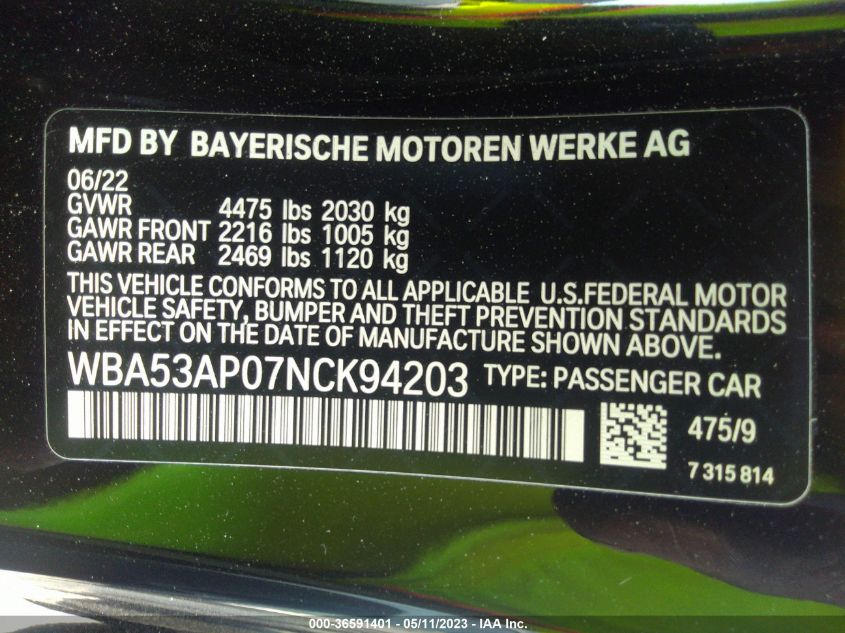 MFD BY BAYERISCHE MOTOREN WERKE AG
06/22
GVWR 4475 lbs 2030 kg
GAWR FRONT 2216 lbs 1005 kg
GAWR REAR 2469 lbs 1120 kg
THIS VEHICLE CONFORMS TO ALL APPLICABLE U.S.FEDERAL MOTOR
VEHICLE SAFETY, BUMPER AND THEFT PREVENTION STANDARDS
IN EFFECT ON THE DATE OF MANUFACTURE SHOWN ABOVE.
WBA53AP07NCK94203 TYPE: PASSENGER CAR
475/9
7 315 814
000-36591401 - 05/11/2023 - IAA Inc.